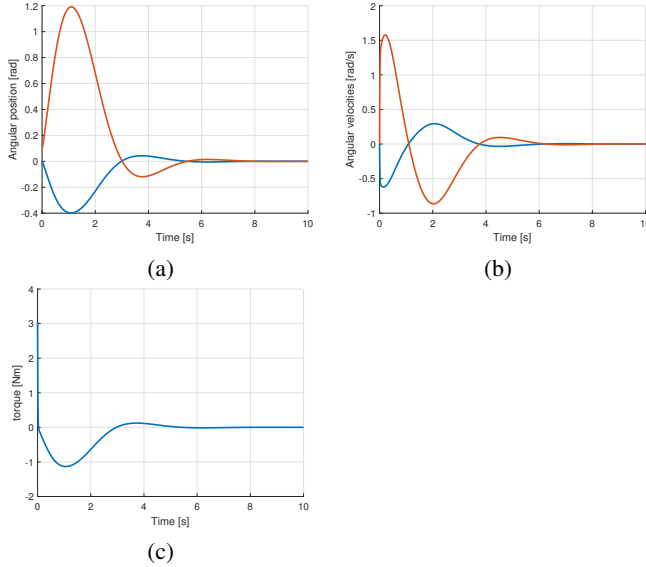 1.2
1
0.8
0.6
0.4
0.2
0
-0.2
-0.4
Angular position [rad]
0 2 4 6 8 10
Time [s]
(a)
2
1.5
1
0.5
0
-0.5
-1
Angular velocities [rad/s]
0 2 4 6 8 10
Time [s]
(b)
4
3
2
1
0
-1
-2
torque [Nm]
0 2 4 6 8 10
Time [s]
(c)